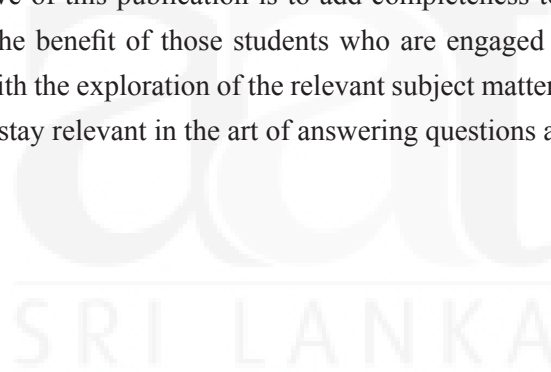 ve of this publication is to add completeness t
he benefit of those students who are engaged
ith the exploration of the relevant subject matter
stay relevant in the art of answering questions a
aat
SRI LANKA